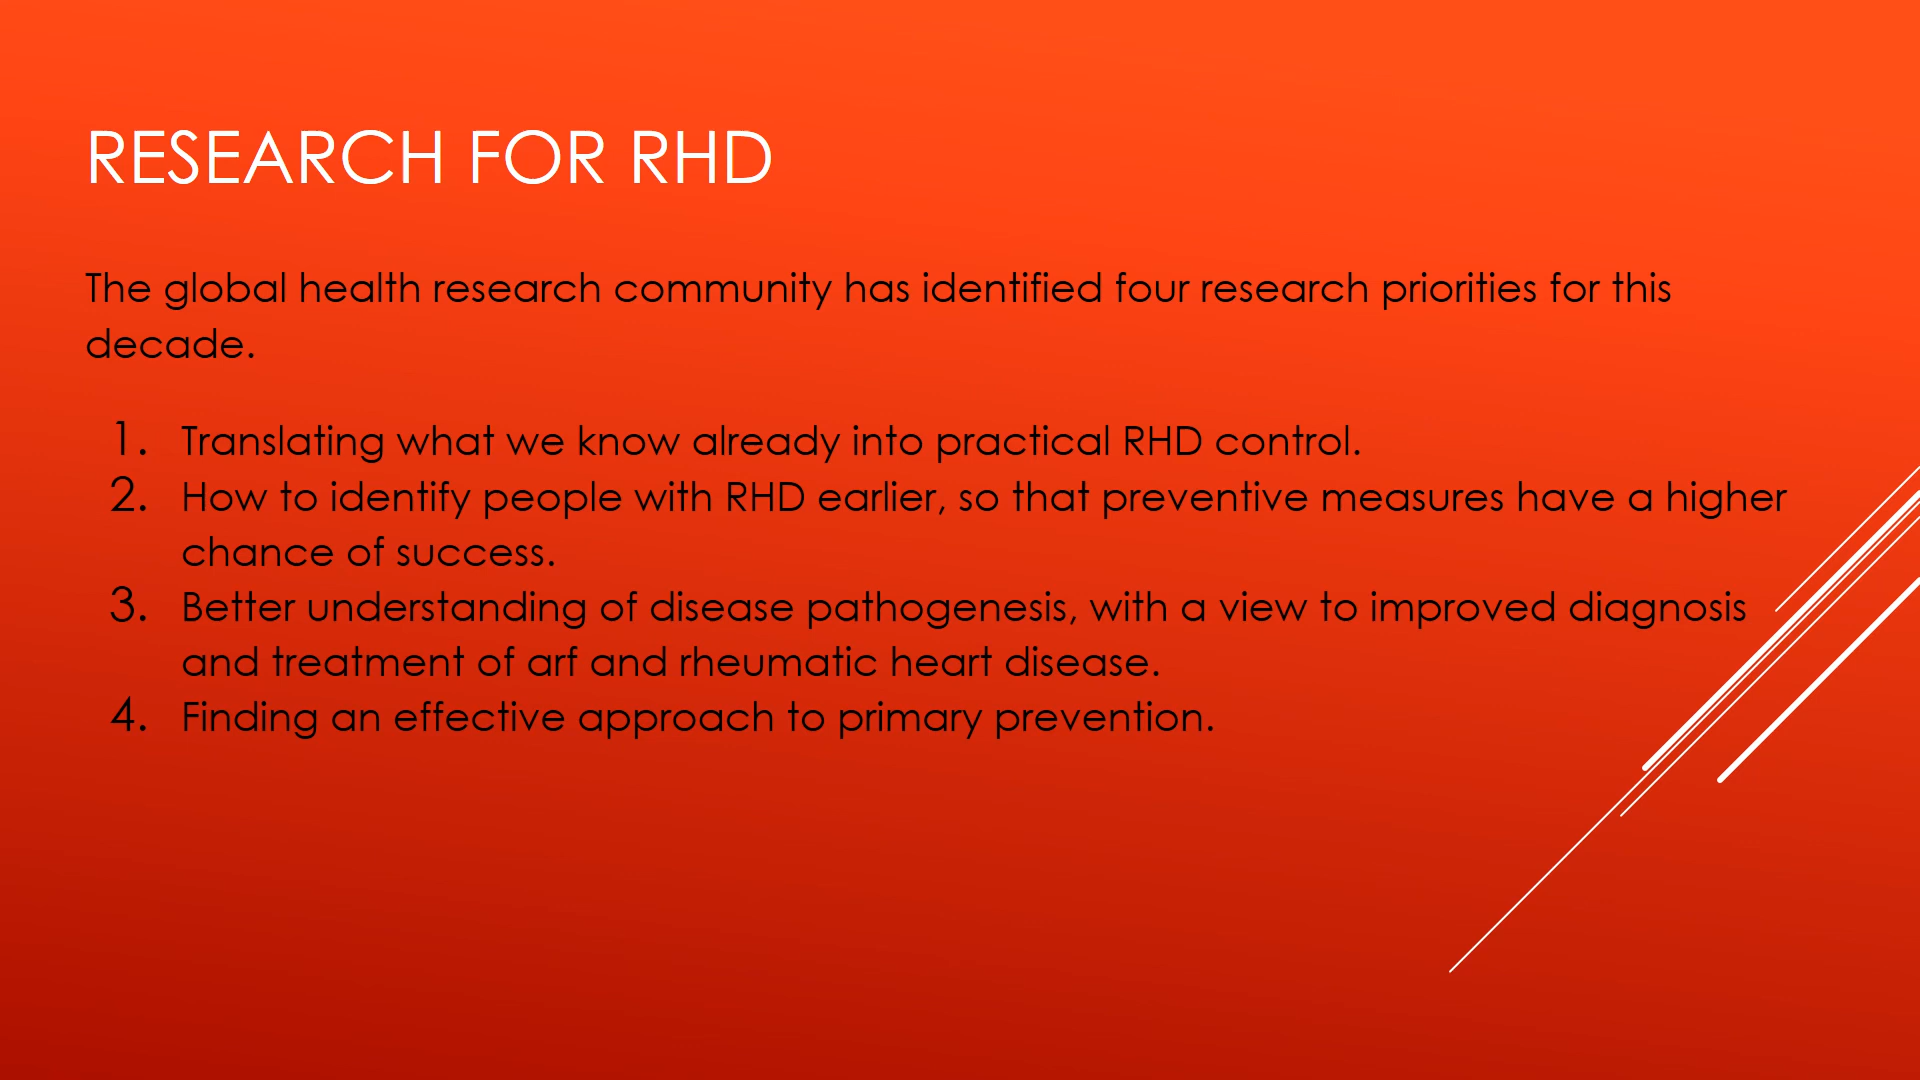 RESEARCH FOR RHD
The global health research community has identified four research priorities for this
decade.
1. Translating what we know already into practical RHD control.
2. How to identify people with RHD earlier, so that preventive measures have a higher
chance of success.
3. Better understanding of disease pathogenesis, with a view to improved diagnosis
and treatment of arf and rheumatic heart disease.
4. Finding an effective approach to primary prevention.